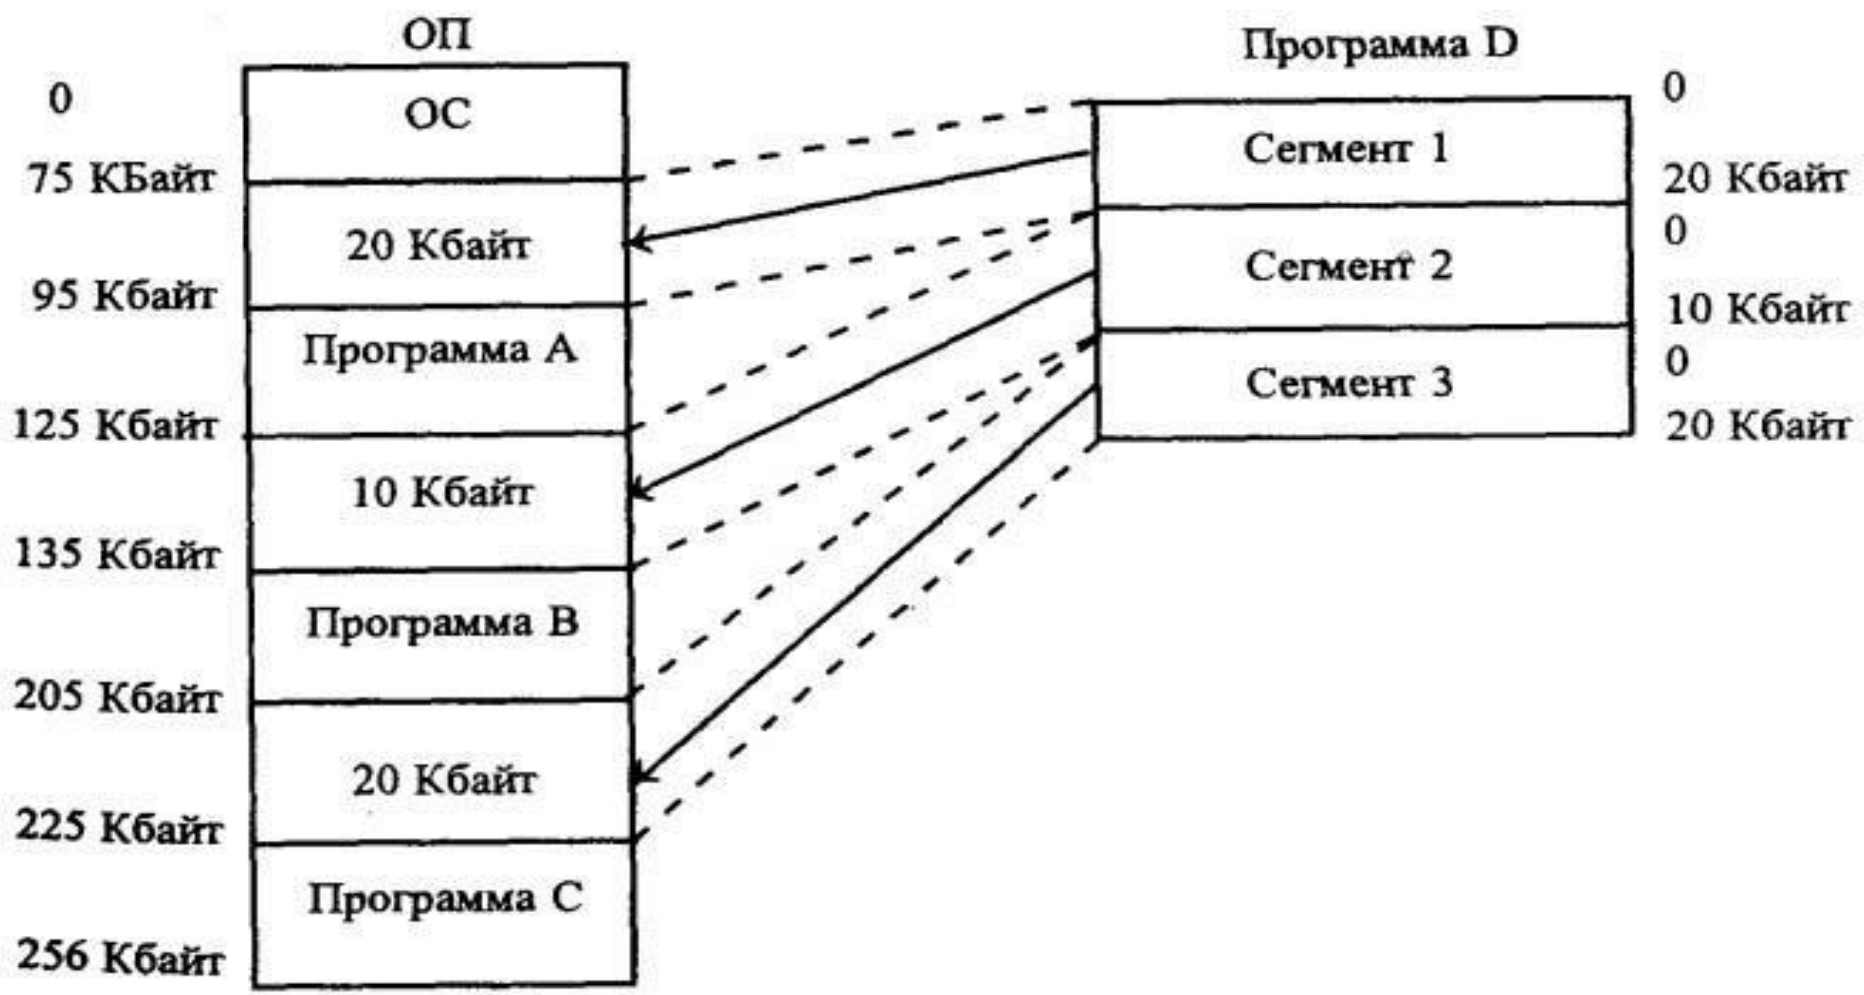 ОП
0
ОС
75 КБайт
20 Кбайт
95 Кбайт
Программа А
125 Кбайт
10 Кбайт
135 Кбайт
Программа В
205 Кбайт
20 Кбайт
225 Кбайт
Программа С
256 Кбайт
Программа D
0
Сегмент 1
20 Кбайт
0
Сегмент 2
10 Кбайт
0
Сегмент 3
20 Кбайт